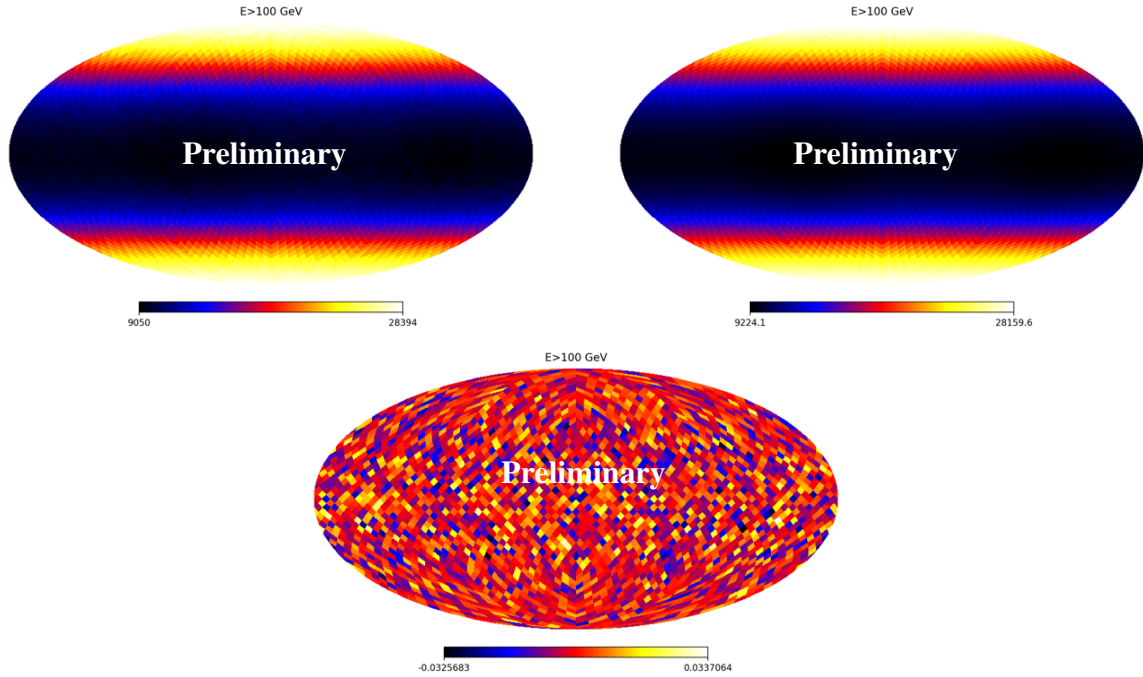 E>100 GeV
Preliminary
9050
28394
E>100 GeV
Preliminary
9224.1
28159.6
E>100 GeV
Preliminary
-0.0325683
0.0337064